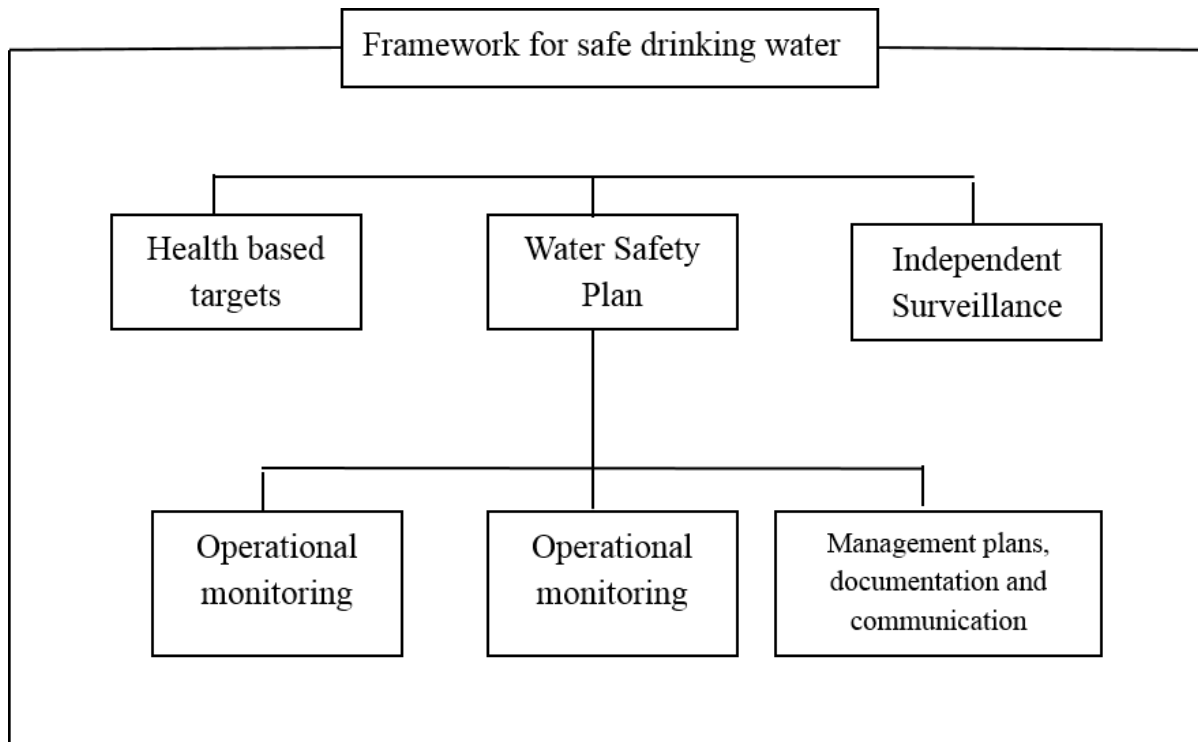 Framework for safe drinking water
Health based
targets
Water Safety
Plan
Independent
Surveillance
Operational
monitoring
Operational
monitoring
Management plans,
documentation and
communication